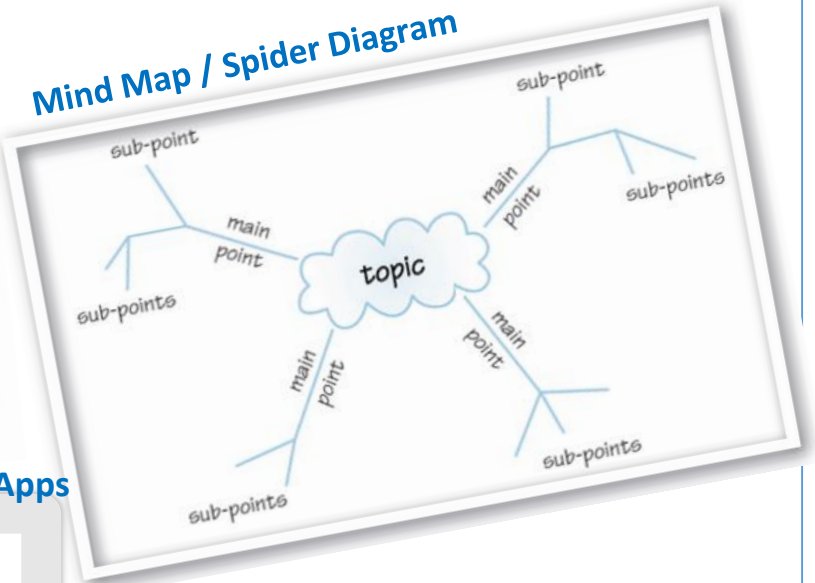 Mind Map / Spider Diagram
sub-point
sub-point
main
point
sub-points
main
point
sub-points
topic
main
point
sub-points
main
point
sub-points
Apps